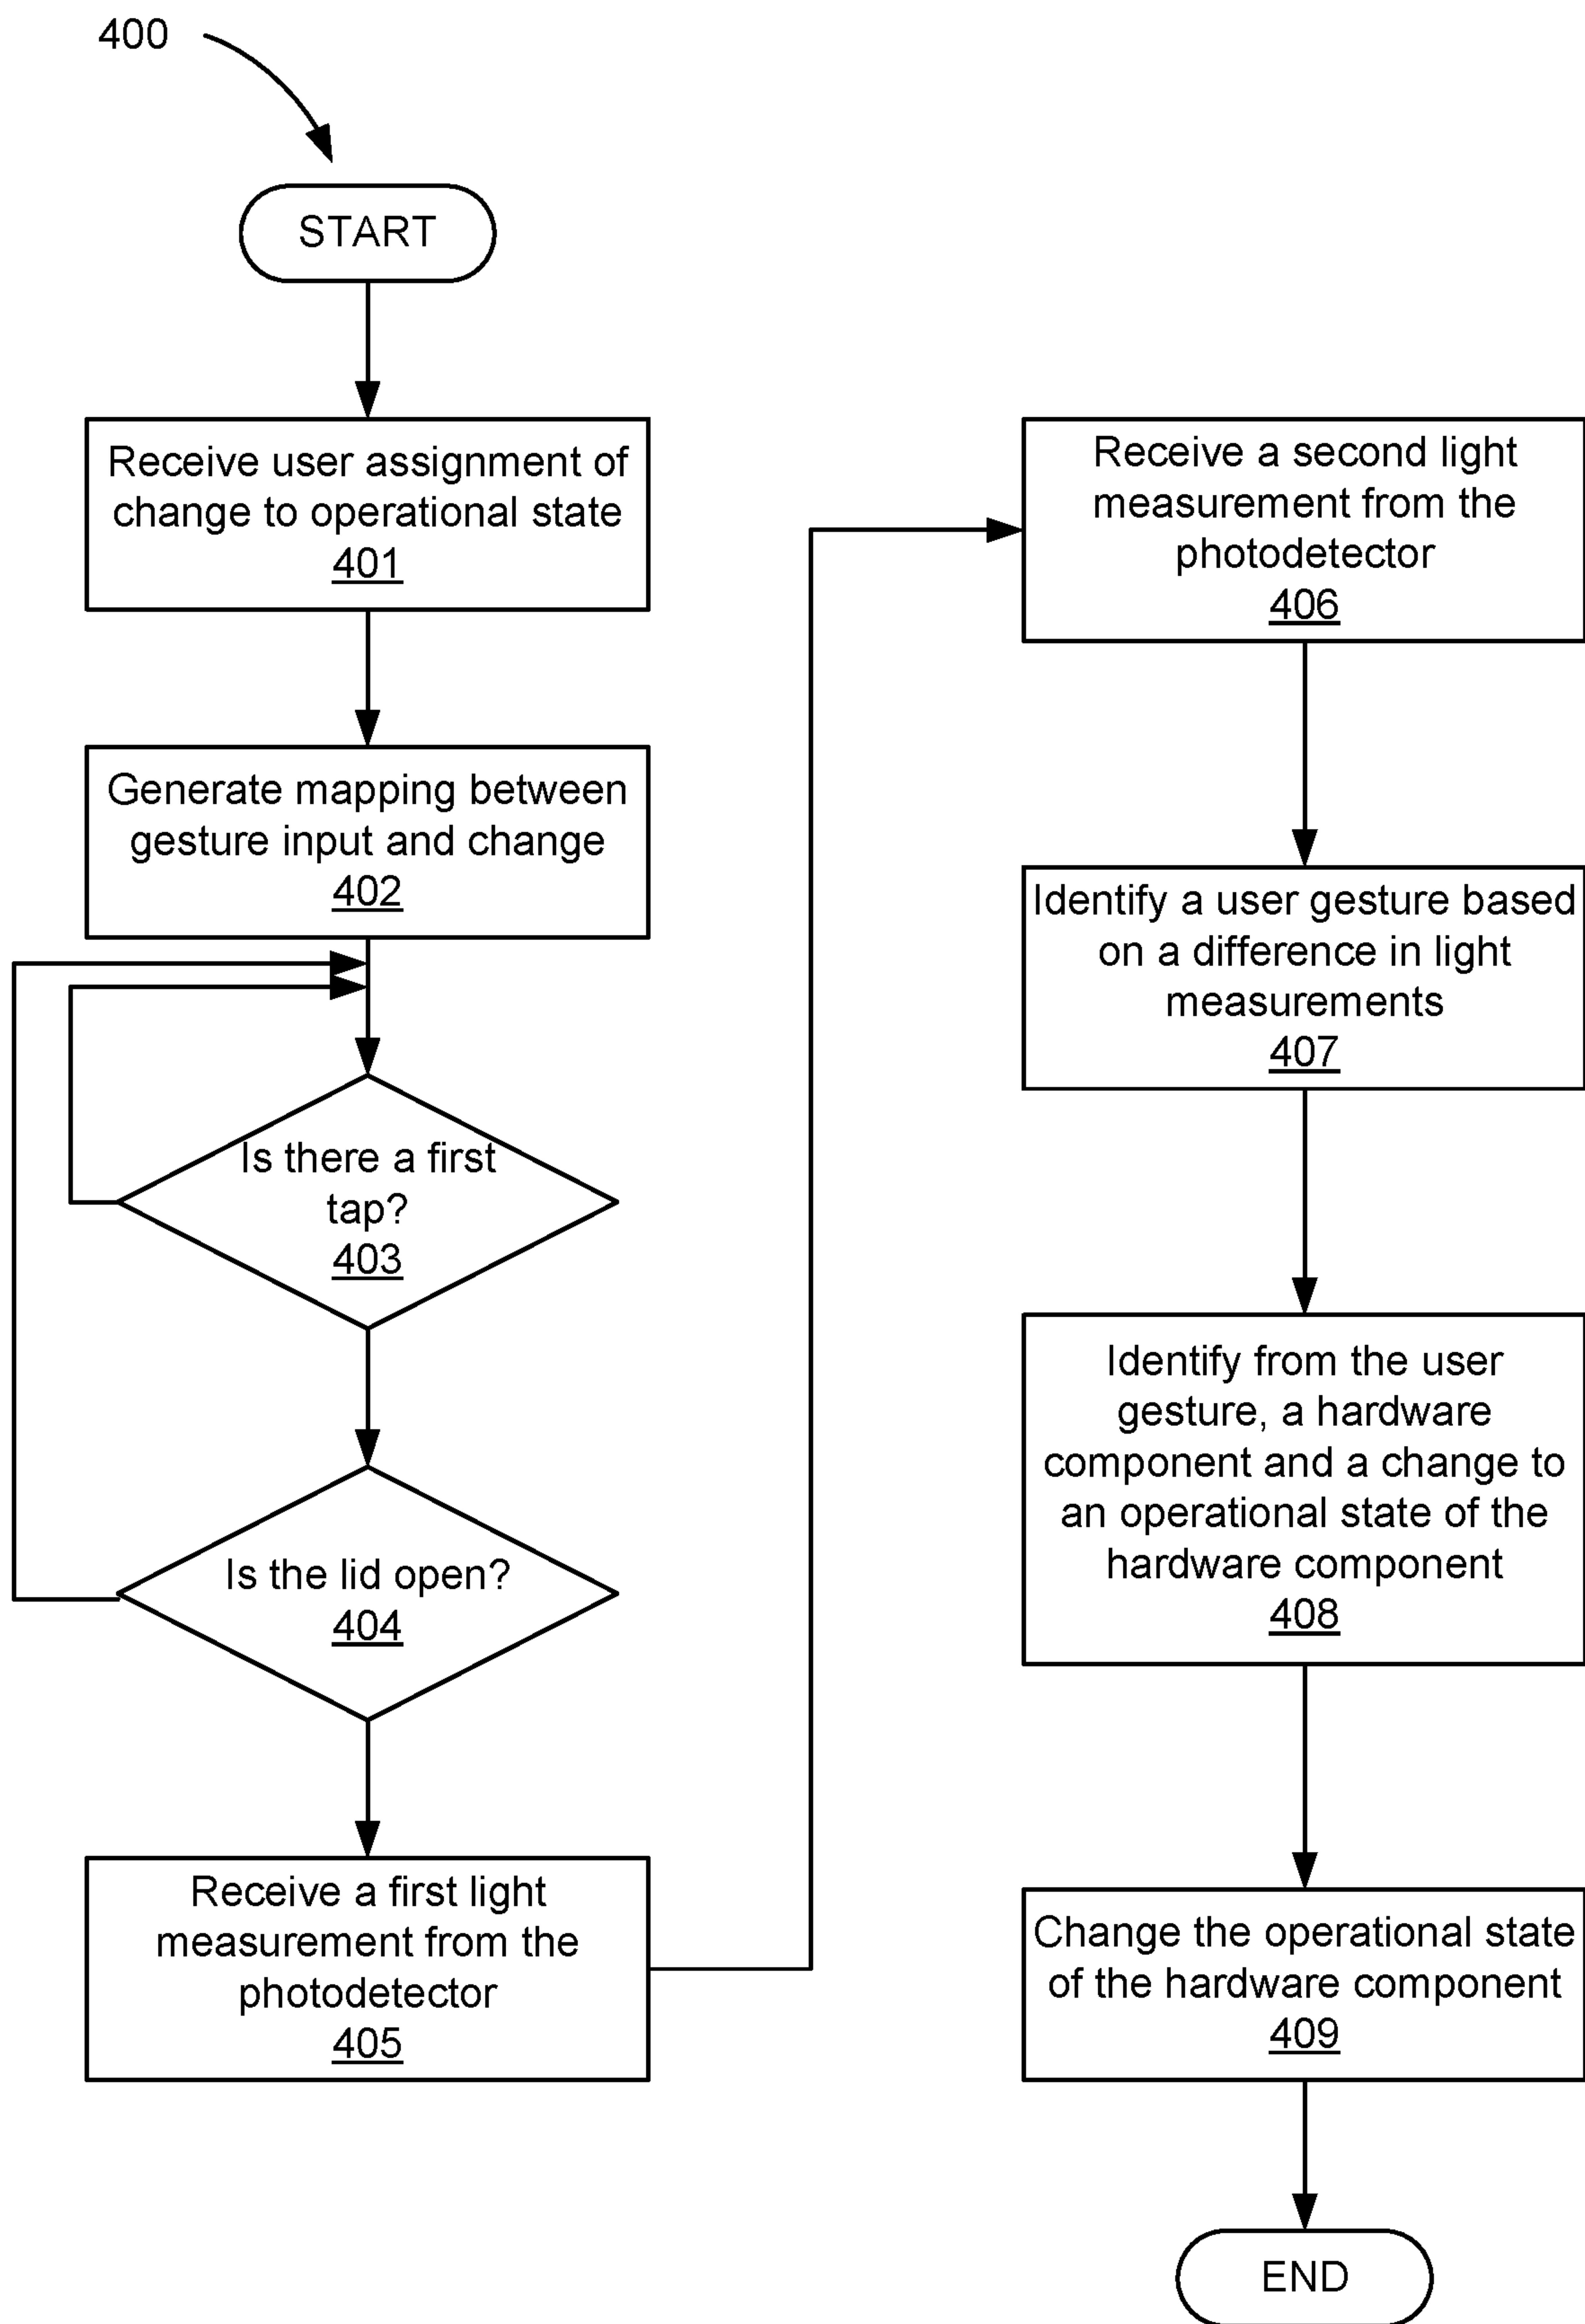 400
START
Receive user assignment of
change to operational state
401
Generate mapping between
gesture input and change
402
Is there a first
tap?
403
Is the lid open?
404
Receive a first light
measurement from the
photodetector
405
Receive a second light
measurement from the
photodetector
406
Identify a user gesture based
on a difference in light
measurements
407
Identify from the user
gesture, a hardware
component and a change to
an operational state of the
hardware component
408
Change the operational state
of the hardware component
409
END